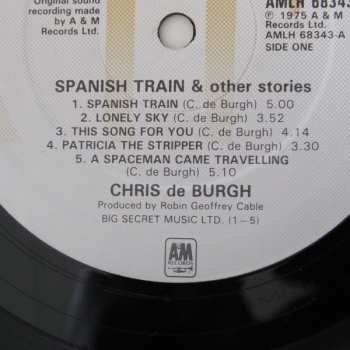 Original sound
recording made
by A & M
Records Ltd.
AMLH 68343
℗ 1975 A & M
Records Ltd.
AMLH 68343-A
SIDE ONE
SPANISH TRAIN & other stories
1. SPANISH TRAIN (C. de Burgh) 5.00
2. LONELY SKY (C. de Burgh) 3.52
3. THIS SONG FOR YOU (C. de Burgh) 4.14
4. PATRICIA THE STRIPPER (C. de Burgh) 3.30
5. A SPACEMAN CAME TRAVELLING
(C. de Burgh) 5.10
CHRIS de BURGH
Produced by Robin Geoffrey Cable
BIG SECRET MUSIC LTD. (1–5)
A&M
RECORDS